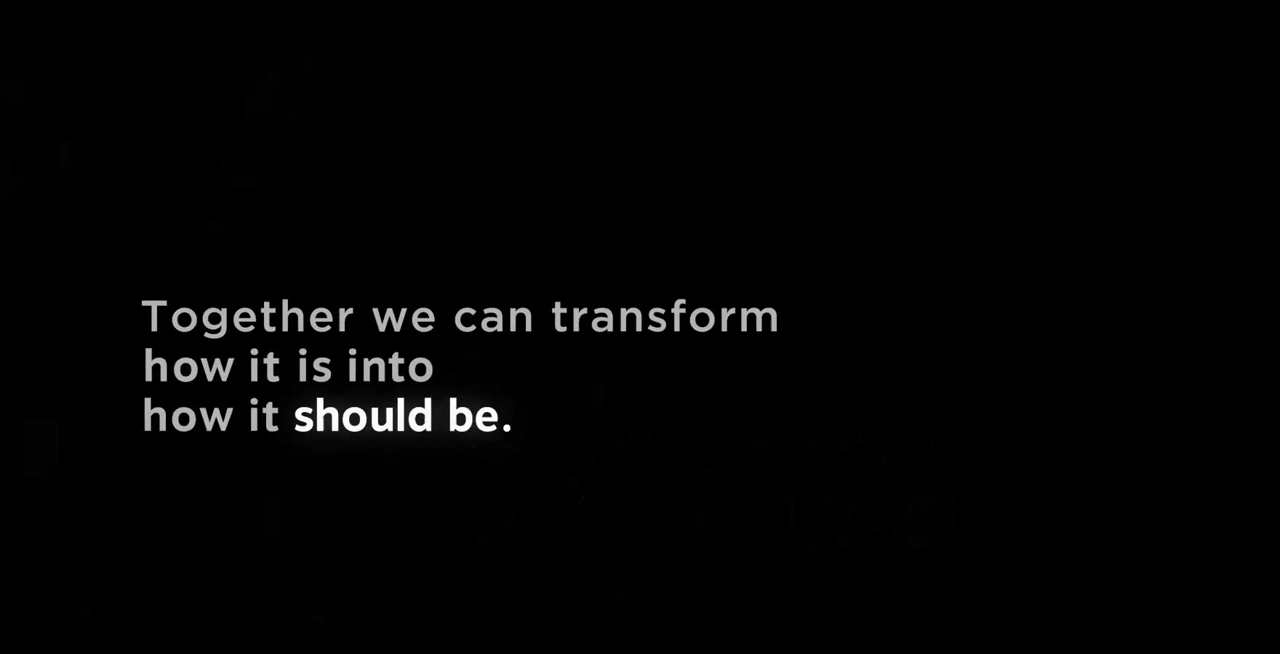 Together we can transform
how it is into
how it should be.